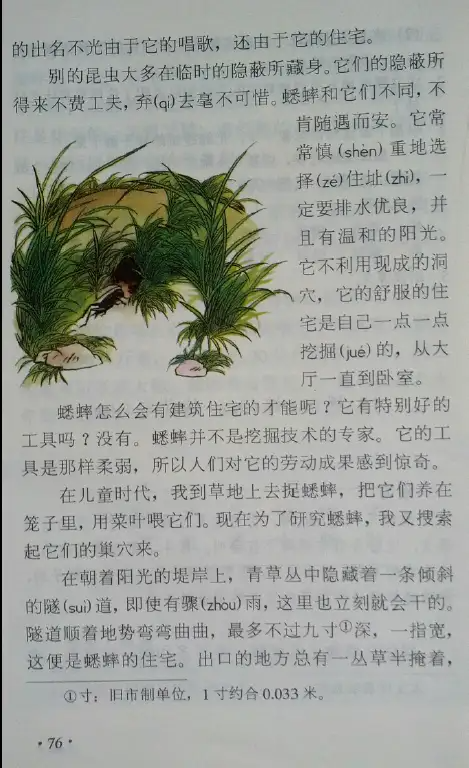 的出名不光由于它的唱歌，还由于它的住宅。
别的昆虫大多在临时的隐蔽所藏身。它们的隐蔽所
得来不费工夫，弃(qì)去毫不可惜。蟋蟀和它们不同，不
肯随遇而安。它常
常慎(shèn)重地选
择(zé)住址(zhǐ)，一
定要排水优良，并
且有温和的阳光。
它不利用现成的洞
穴，它的舒服的住
宅是自己一点一点
挖掘(jué)的，从大
厅一直到卧室。
蟋蟀怎么会有建筑住宅的才能呢？它有特别好的
工具吗？没有。蟋蟀并不是挖掘技术的专家。它的工
具是那样柔弱，所以人们对它的劳动成果感到惊奇。
在儿童时代，我到草地上去捉蟋蟀，把它们养在
笼子里，用菜叶喂它们。现在为了研究蟋蟀，我又搜索
起它们的巢穴来。
在朝着阳光的堤岸上，青草丛中隐藏着一条倾斜
的隧(suì)道，即使有骤(zhòu)雨，这里也立刻就会干的。
隧道顺着地势弯弯曲曲，最多不过九寸①深，一指宽，
这便是蟋蟀的住宅。出口的地方总有一丛草半掩着，
①寸：旧市制单位，1寸约合0.033米。
·76·